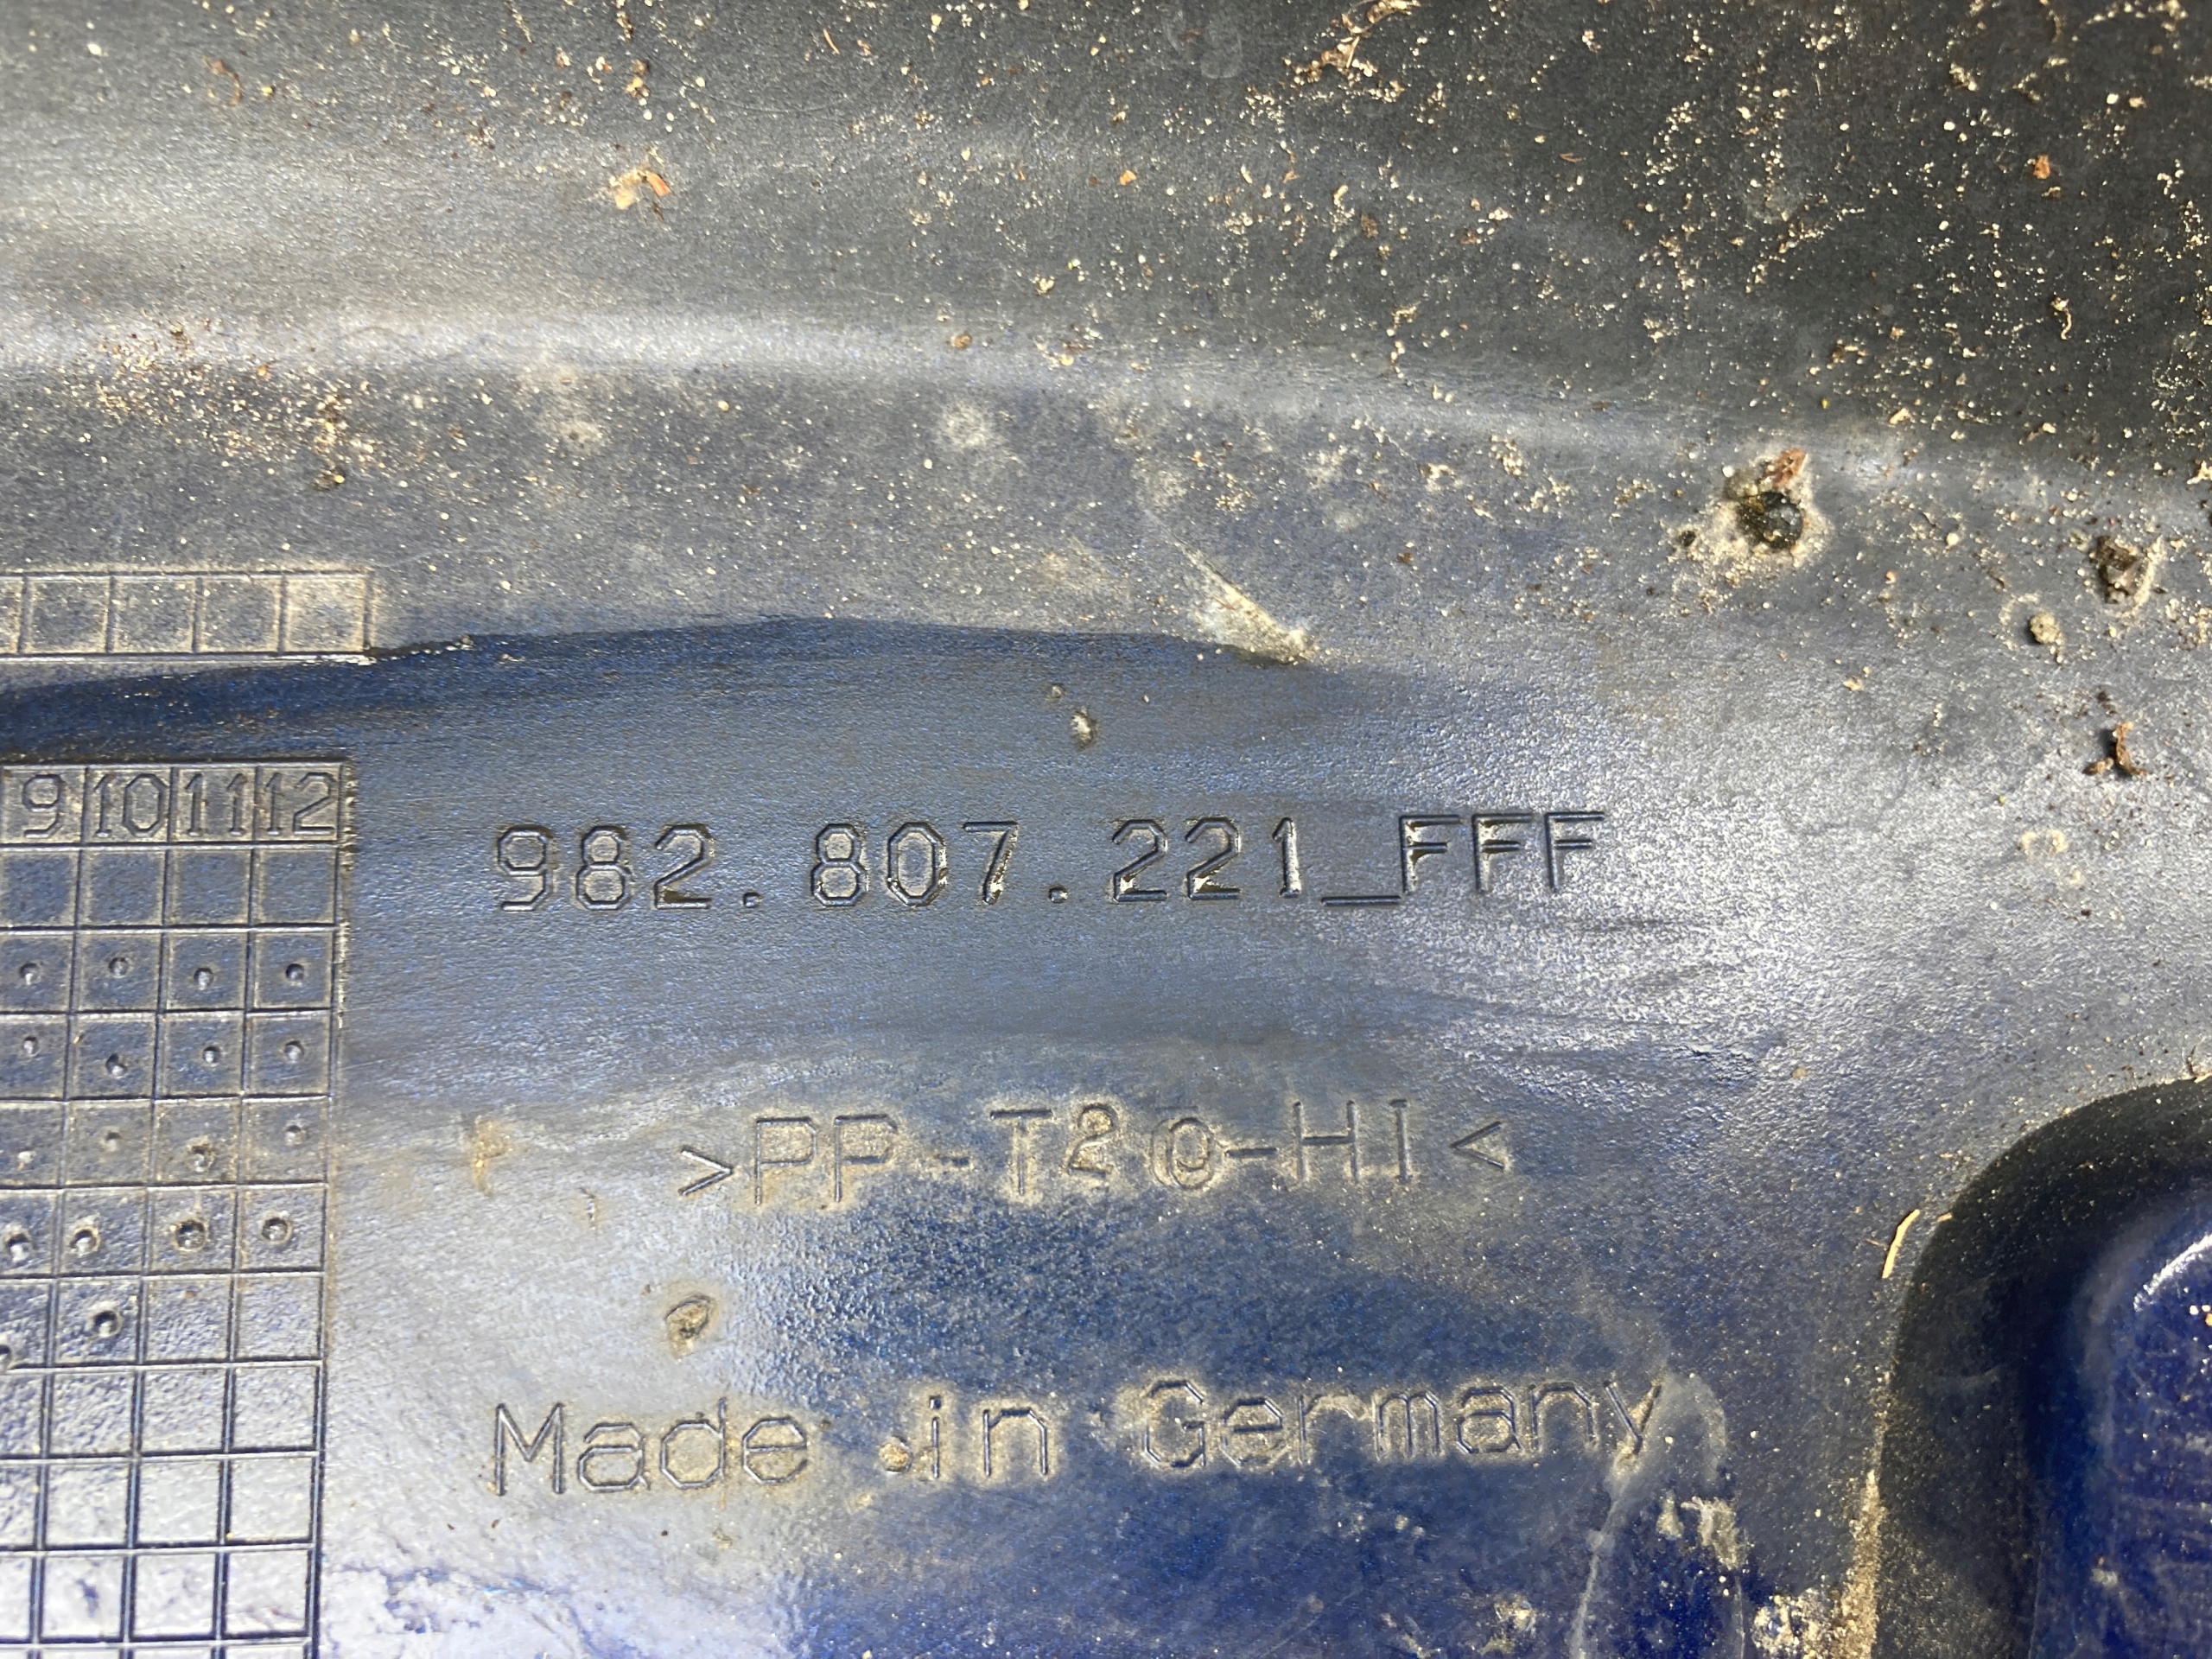 9 10 11 12
982.807.221_FFF
>PP-T20-HI<
Made in Germany